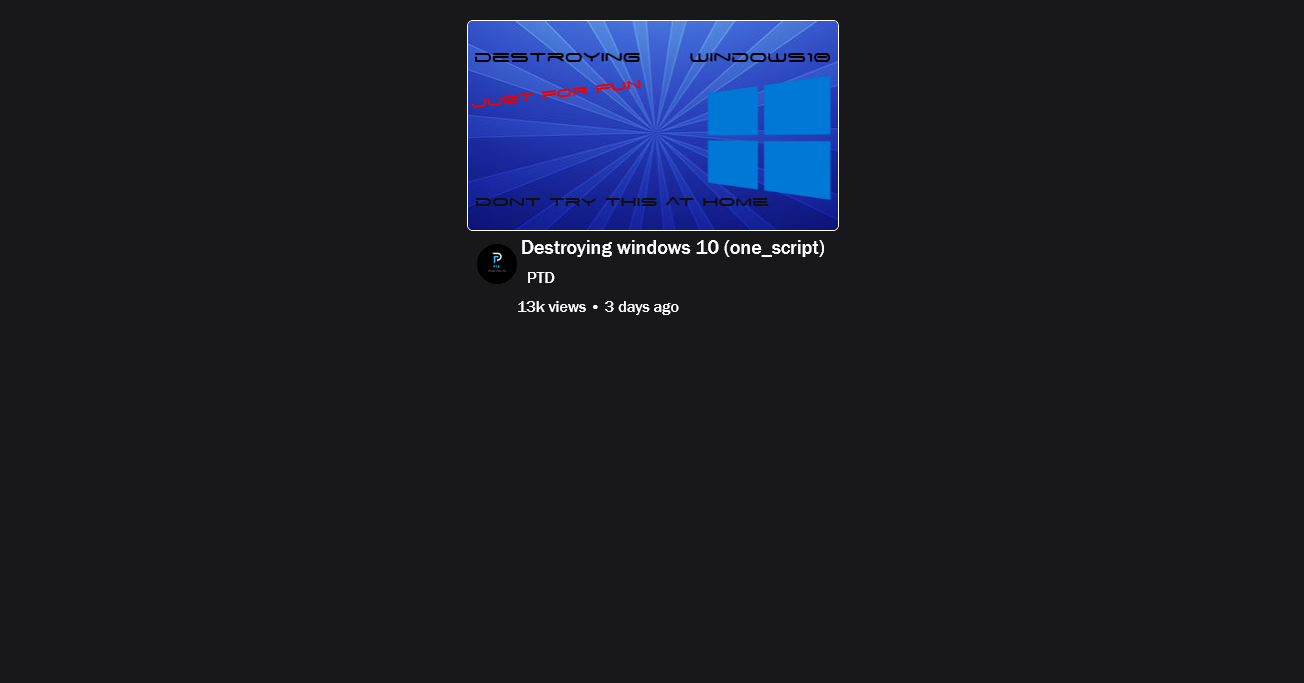 DESTROYING WINDOWS10
JUST FOR FUN
DONT TRY THIS AT HOME
Destroying windows 10 (one_script)
PTD
13k views • 3 days ago